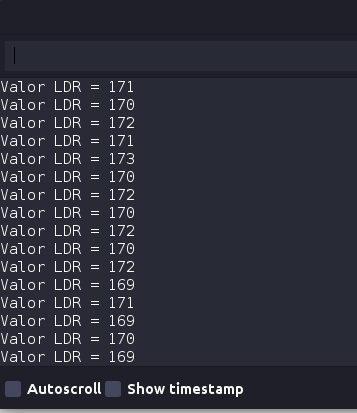 Valor LDR = 171
Valor LDR = 170
Valor LDR = 172
Valor LDR = 171
Valor LDR = 173
Valor LDR = 170
Valor LDR = 172
Valor LDR = 170
Valor LDR = 172
Valor LDR = 170
Valor LDR = 172
Valor LDR = 169
Valor LDR = 171
Valor LDR = 169
Valor LDR = 170
Valor LDR = 169
Autoscroll Show timestamp